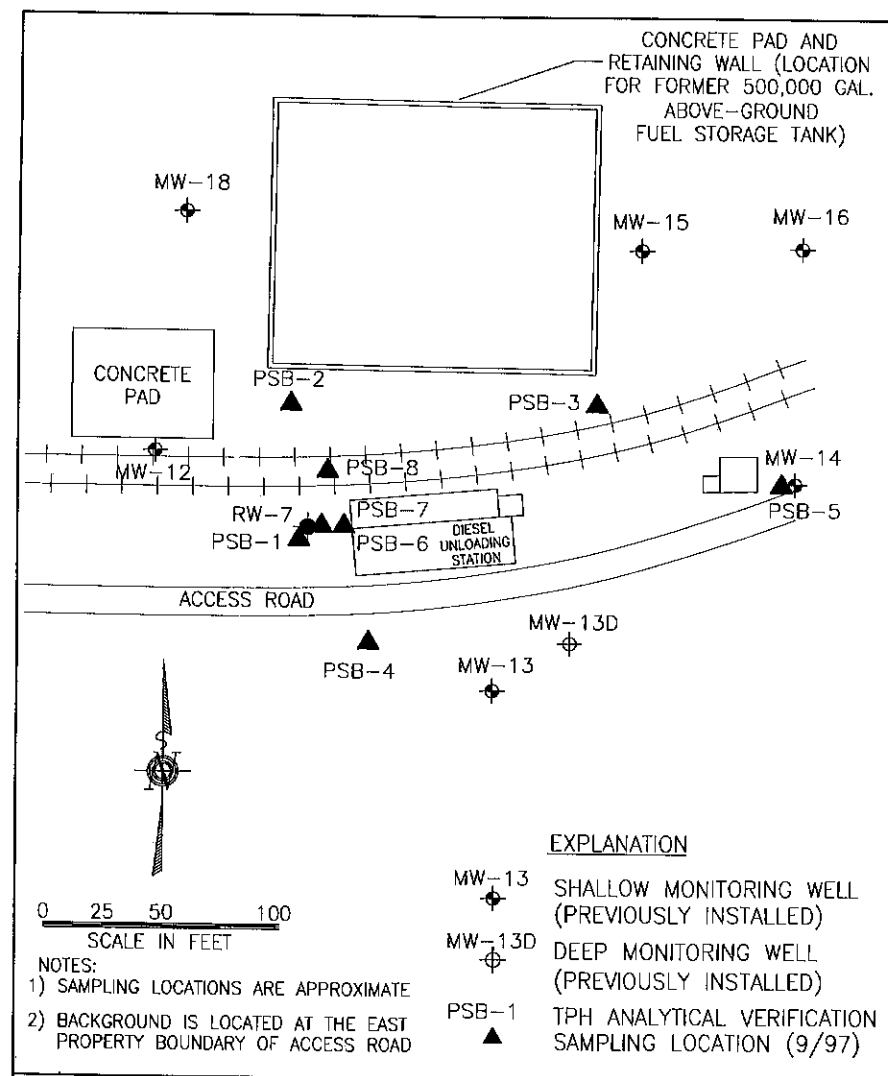 CONCRETE PAD AND
RETAINING WALL (LOCATION
FOR FORMER 500,000 GAL.
ABOVE-GROUND
FUEL STORAGE TANK)
MW-18
MW-15
MW-16
CONCRETE
PAD
PSB-2
PSB-3
MW-12
PSB-8
MW-14
PSB-5
RW-7
PSB-7
PSB-1
PSB-6
DIESEL
UNLOADING
STATION
ACCESS ROAD
MW-13D
PSB-4
MW-13
S
N
EXPLANATION
MW-13
SHALLOW MONITORING WELL
(PREVIOUSLY INSTALLED)
MW-13D
DEEP MONITORING WELL
(PREVIOUSLY INSTALLED)
PSB-1
TPH ANALYTICAL VERIFICATION
SAMPLING LOCATION (9/97)
0 25 50 100
SCALE IN FEET
NOTES:
1) SAMPLING LOCATIONS ARE APPROXIMATE
2) BACKGROUND IS LOCATED AT THE EAST
PROPERTY BOUNDARY OF ACCESS ROAD